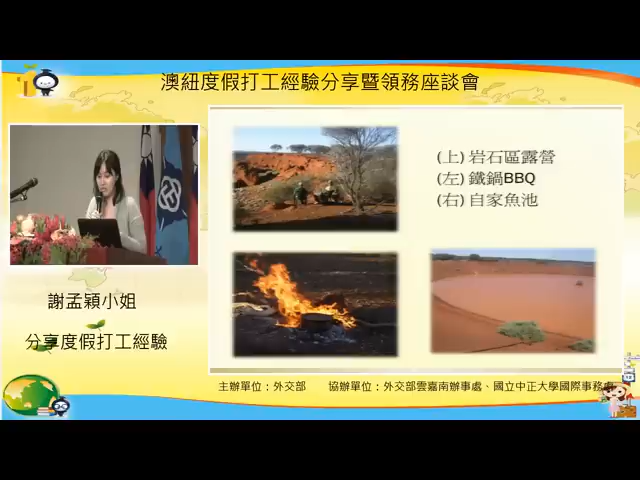 澳紐度假打工經驗分享暨領務座談會
(上) 岩石區露營
(左) 鐵鍋BBQ
(右) 自家魚池
謝孟穎小姐
分享度假打工經驗
主辦單位：外交部 協辦單位：外交部雲嘉南辦事處、國立中正大學國際事務處